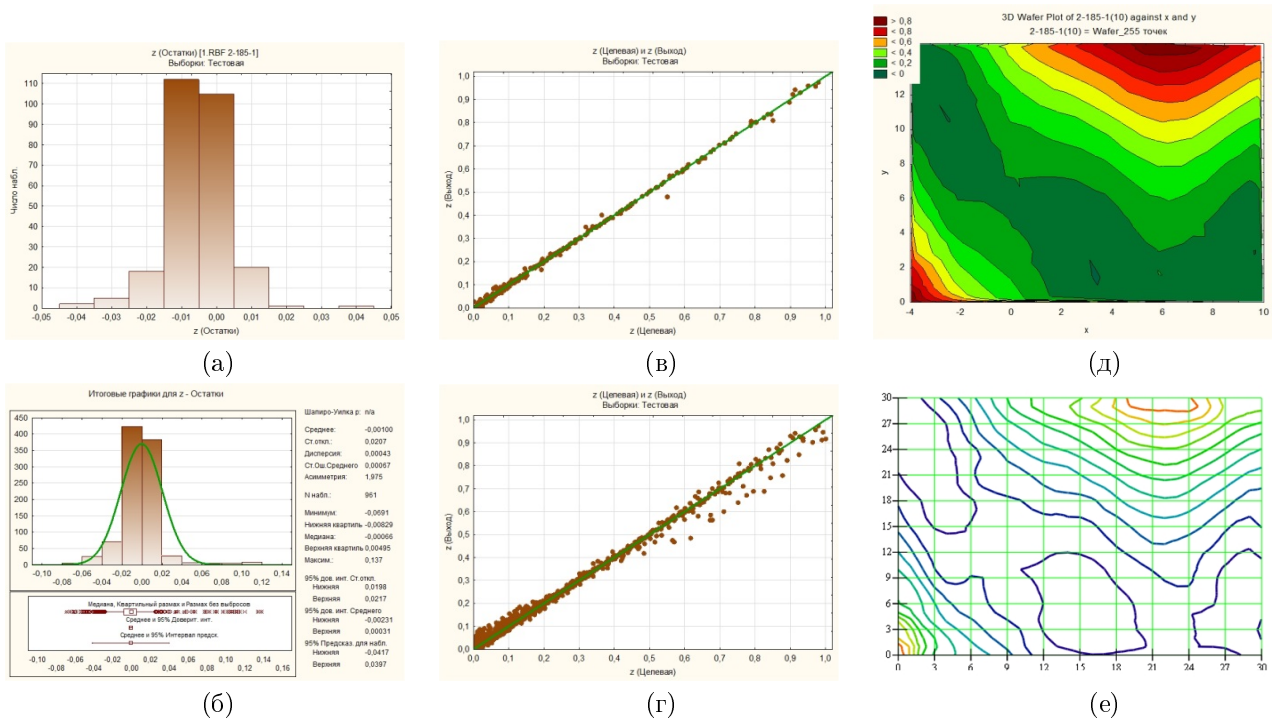 z (Остатки) [1.RBF 2-185-1]
Выборки: Тестовая
Число набл.
110
100
90
80
70
60
50
40
30
20
10
0
-0,05 -0,04 -0,03 -0,02 -0,01 0,00 0,01 0,02 0,03 0,04 0,05
z (Остатки)
(а)
z (Целевая) и z (Выход)
Выборки: Тестовая
z (Выход)
1,0
0,9
0,8
0,7
0,6
0,5
0,4
0,3
0,2
0,1
0,0
0,0 0,1 0,2 0,3 0,4 0,5 0,6 0,7 0,8 0,9 1,0
z (Целевая)
(в)
3D Wafer Plot of 2-185-1(10) against x and y
2-185-1(10) = Wafer_255 точек
> 0,8
< 0,8
< 0,6
< 0,4
< 0,2
< 0
y
12
10
8
6
4
2
0
-4 -2 0 2 4 6 8 10
x
(д)
Итоговые графики для z - Остатки
450
400
350
300
250
200
150
100
50
0
-0,10 -0,06 -0,02 0,02 0,06 0,10 0,14
-0,08 -0,04 0,00 0,04 0,08 0,12
Медиана, Квартильный размах и Размах без выбросов
Среднее и 95% Доверит. инт.
Среднее и 95% Интервал предск.
-0,10 -0,06 -0,02 0,02 0,06 0,10 0,14
-0,08 -0,04 0,00 0,04 0,08 0,12 0,16
Шапиро-Уилка p: n/a
Среднее: -0,00100
Ст.откл.: 0,0207
Дисперсия: 0,00043
Ст.Ош.Среднего 0,00067
Асимметрия: 1,975
N набл.: 961
Минимум: -0,0691
Нижняя квартиль -0,00829
Медиана: -0,00066
Верхняя квартиль 0,00495
Максим.: 0,137
95% дов. инт. Ст.откл.
Нижняя 0,0198
Верхняя 0,0217
95% дов. инт. Среднего
Нижняя -0,00231
Верхняя 0,00031
95% Предсказ. для набл.
Нижняя -0,0417
Верхняя 0,0397
(б)
z (Целевая) и z (Выход)
Выборки: Тестовая
z (Выход)
1,0
0,9
0,8
0,7
0,6
0,5
0,4
0,3
0,2
0,1
0,0
0,0 0,1 0,2 0,3 0,4 0,5 0,6 0,7 0,8 0,9 1,0
z (Целевая)
(г)
30
27
24
21
18
15
12
9
6
3
0
0 3 6 9 12 15 18 21 24 27 30
(е)